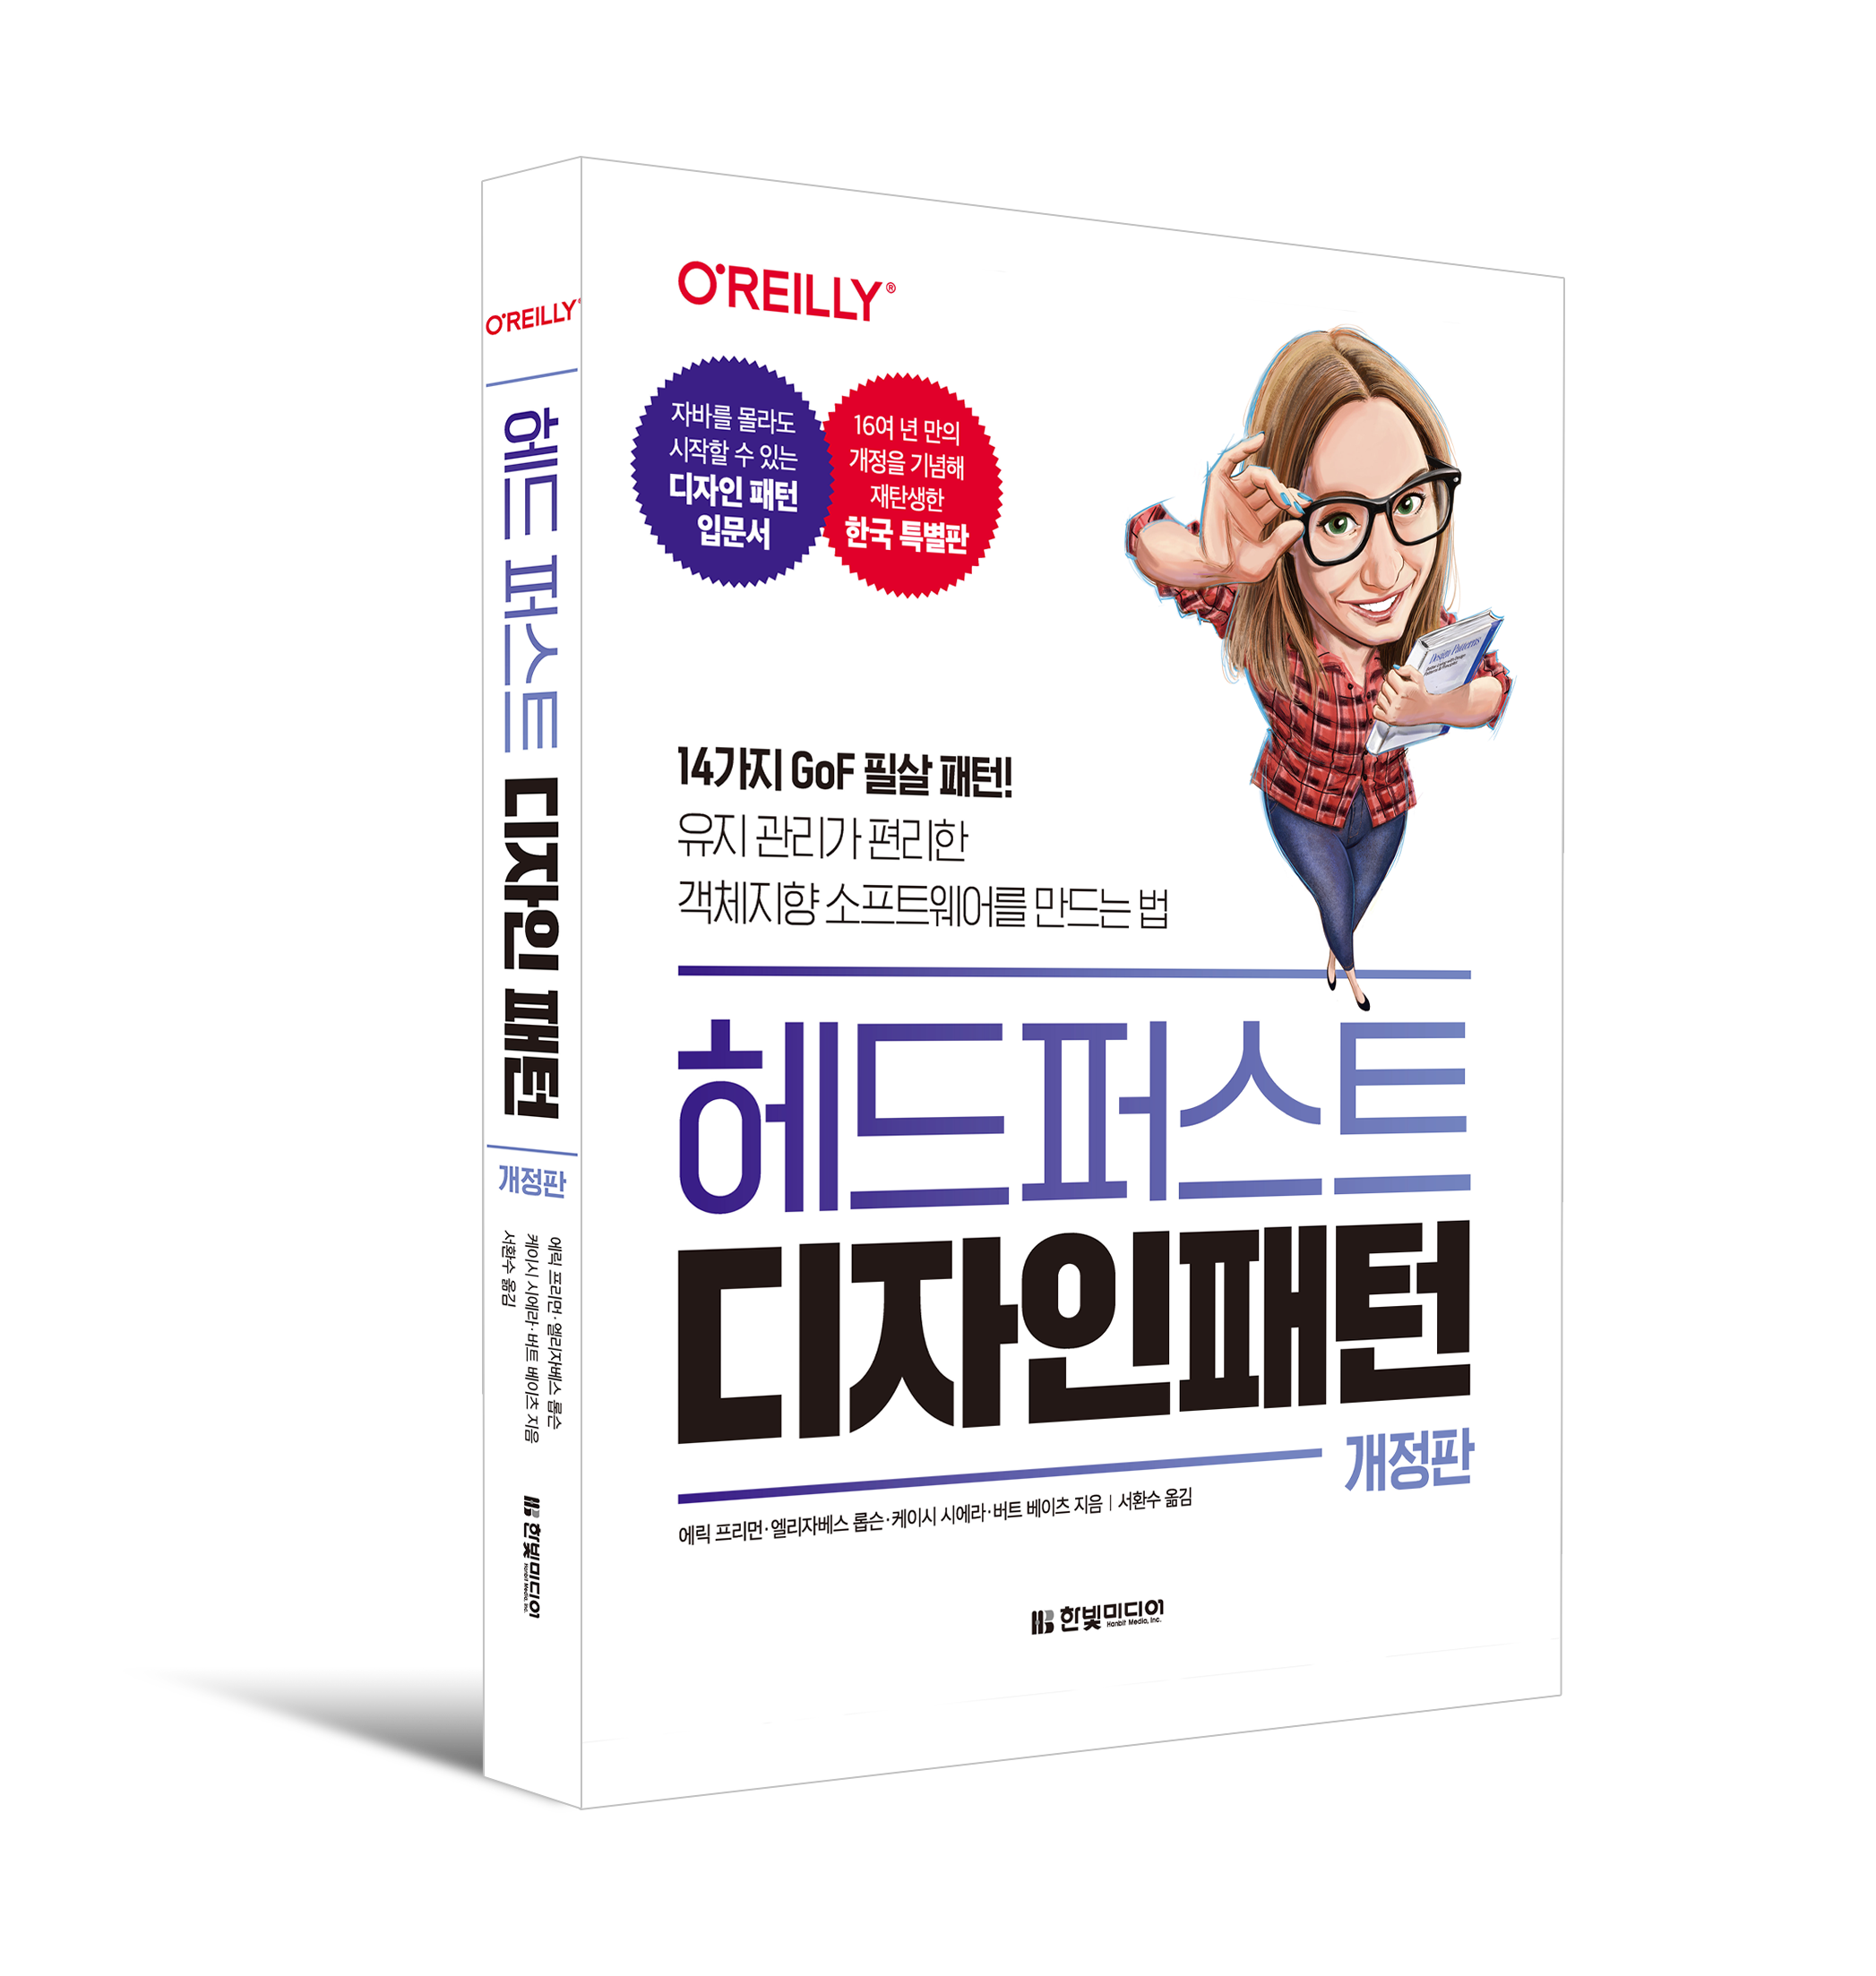 O'REILLY®
헤드 퍼스트 디자인 패턴
개정판
에릭 프리먼·엘리자베스 롭슨
케이시 시에라·버트 베이츠 지음
서환수 옮김
한빛미디어
Hanbit Media, Inc.
O'REILLY®
자바를 몰라도
시작할 수 있는
디자인 패턴
입문서
16여 년 만의
개정을 기념해
재탄생한
한국 특별판
Design Patterns
14가지 GoF 필살 패턴!
유지 관리가 편리한
객체지향 소프트웨어를 만드는 법
헤드퍼스트
디자인패턴
개정판
에릭 프리먼·엘리자베스 롭슨·케이시 시에라·버트 베이츠 지음 | 서환수 옮김
한빛미디어
Hanbit Media, Inc.